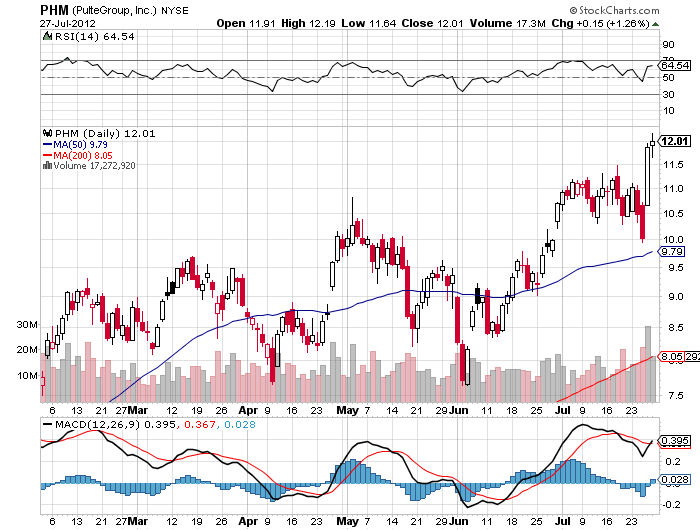 PHM (PulteGroup, Inc.) NYSE
© StockCharts.com
27-Jul-2012
Open 11.91 High 12.19 Low 11.64 Close 12.01 Volume 17.3M Chg +0.15 (+1.26%)
RSI(14) 64.54
90
70
64.54
50
30
10
PHM (Daily) 12.01
MA(50) 9.79
MA(200) 8.05
Volume 17,272,920
12.01
11.5
11.0
10.5
10.0
9.79
9.5
9.0
8.5
8.05
7.5
30M
20M
10M
6 13 21 27 Mar 12 19 26 Apr 9 16 23 May 7 14 21 Jun 11 18 25 Jul 9 16 23
MACD(12,26,9) 0.395, 0.367, 0.028
0.395
0.2
0.028
-0.2
6 13 21 27 Mar 12 19 26 Apr 9 16 23 May 7 14 21 Jun 11 18 25 Jul 9 16 23